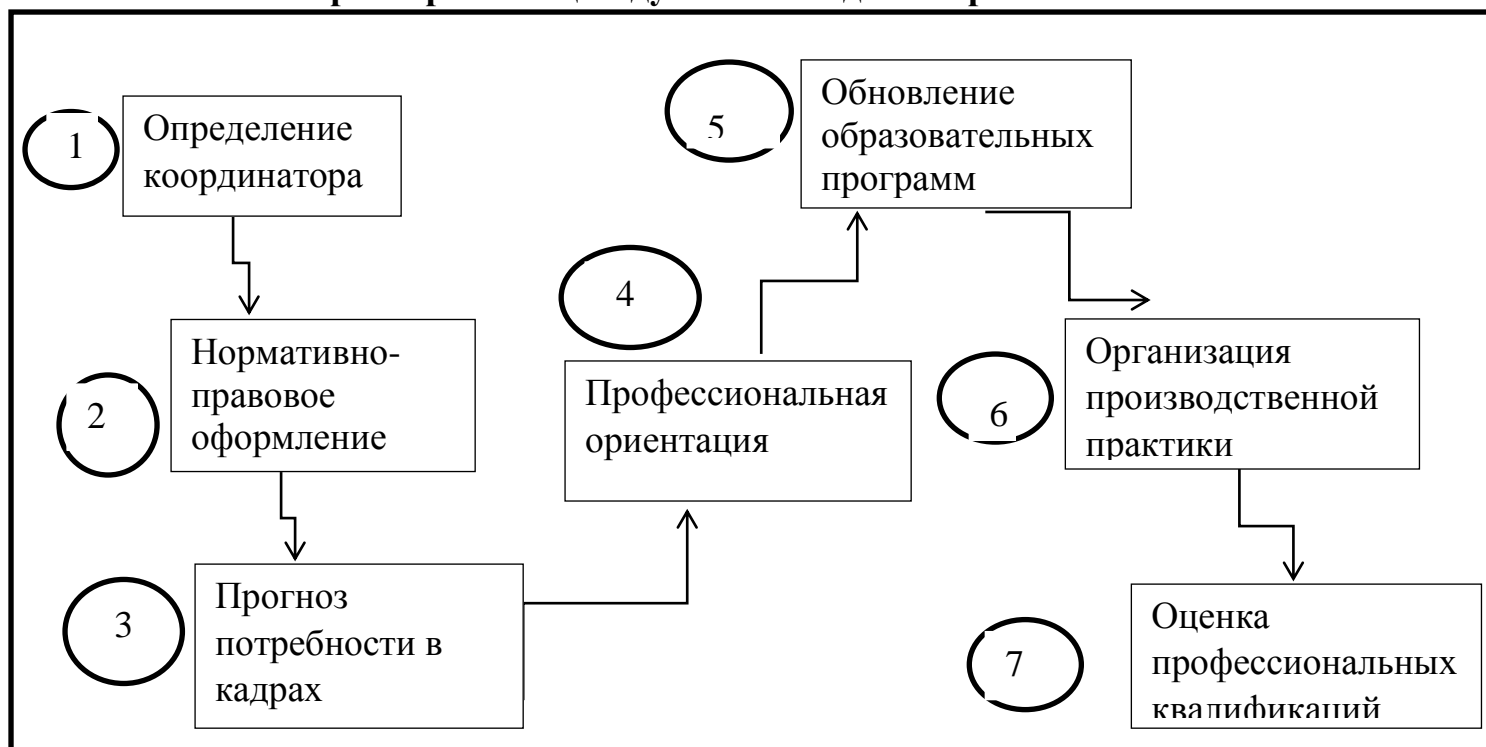 1
Определение
координатора
2
Нормативно-
правовое
оформление
3
Прогноз
потребности в
кадрах
4
Профессиональная
ориентация
5
Обновление
образовательных
программ
6
Организация
производственной
практики
7
Оценка
профессиональных
квалификаций